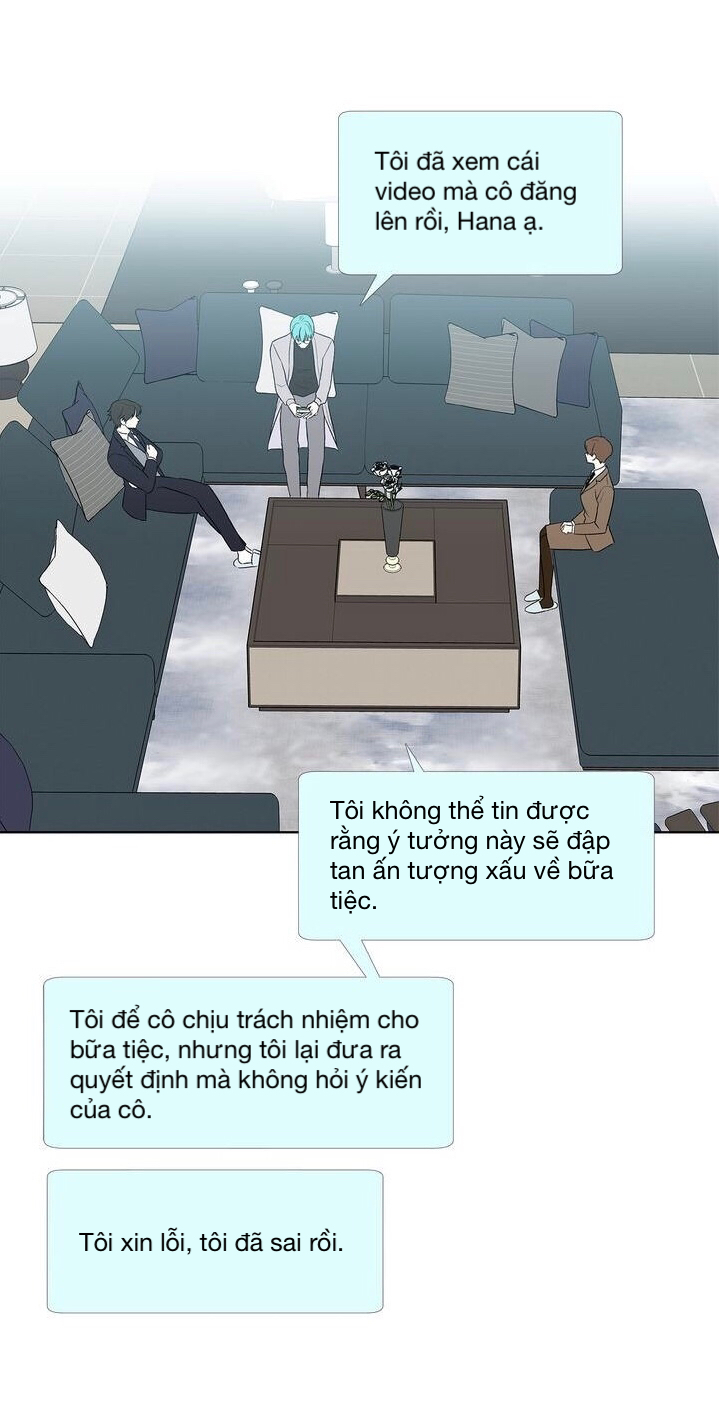 Tôi đã xem cái
video mà cô đăng
lên rồi, Hana ạ.
Tôi không thể tin được
rằng ý tưởng này sẽ đập
tan ấn tượng xấu về bữa
tiệc.
Tôi để cô chịu trách nhiệm cho
bữa tiệc, nhưng tôi lại đưa ra
quyết định mà không hỏi ý kiến
của cô.
Tôi xin lỗi, tôi đã sai rồi.